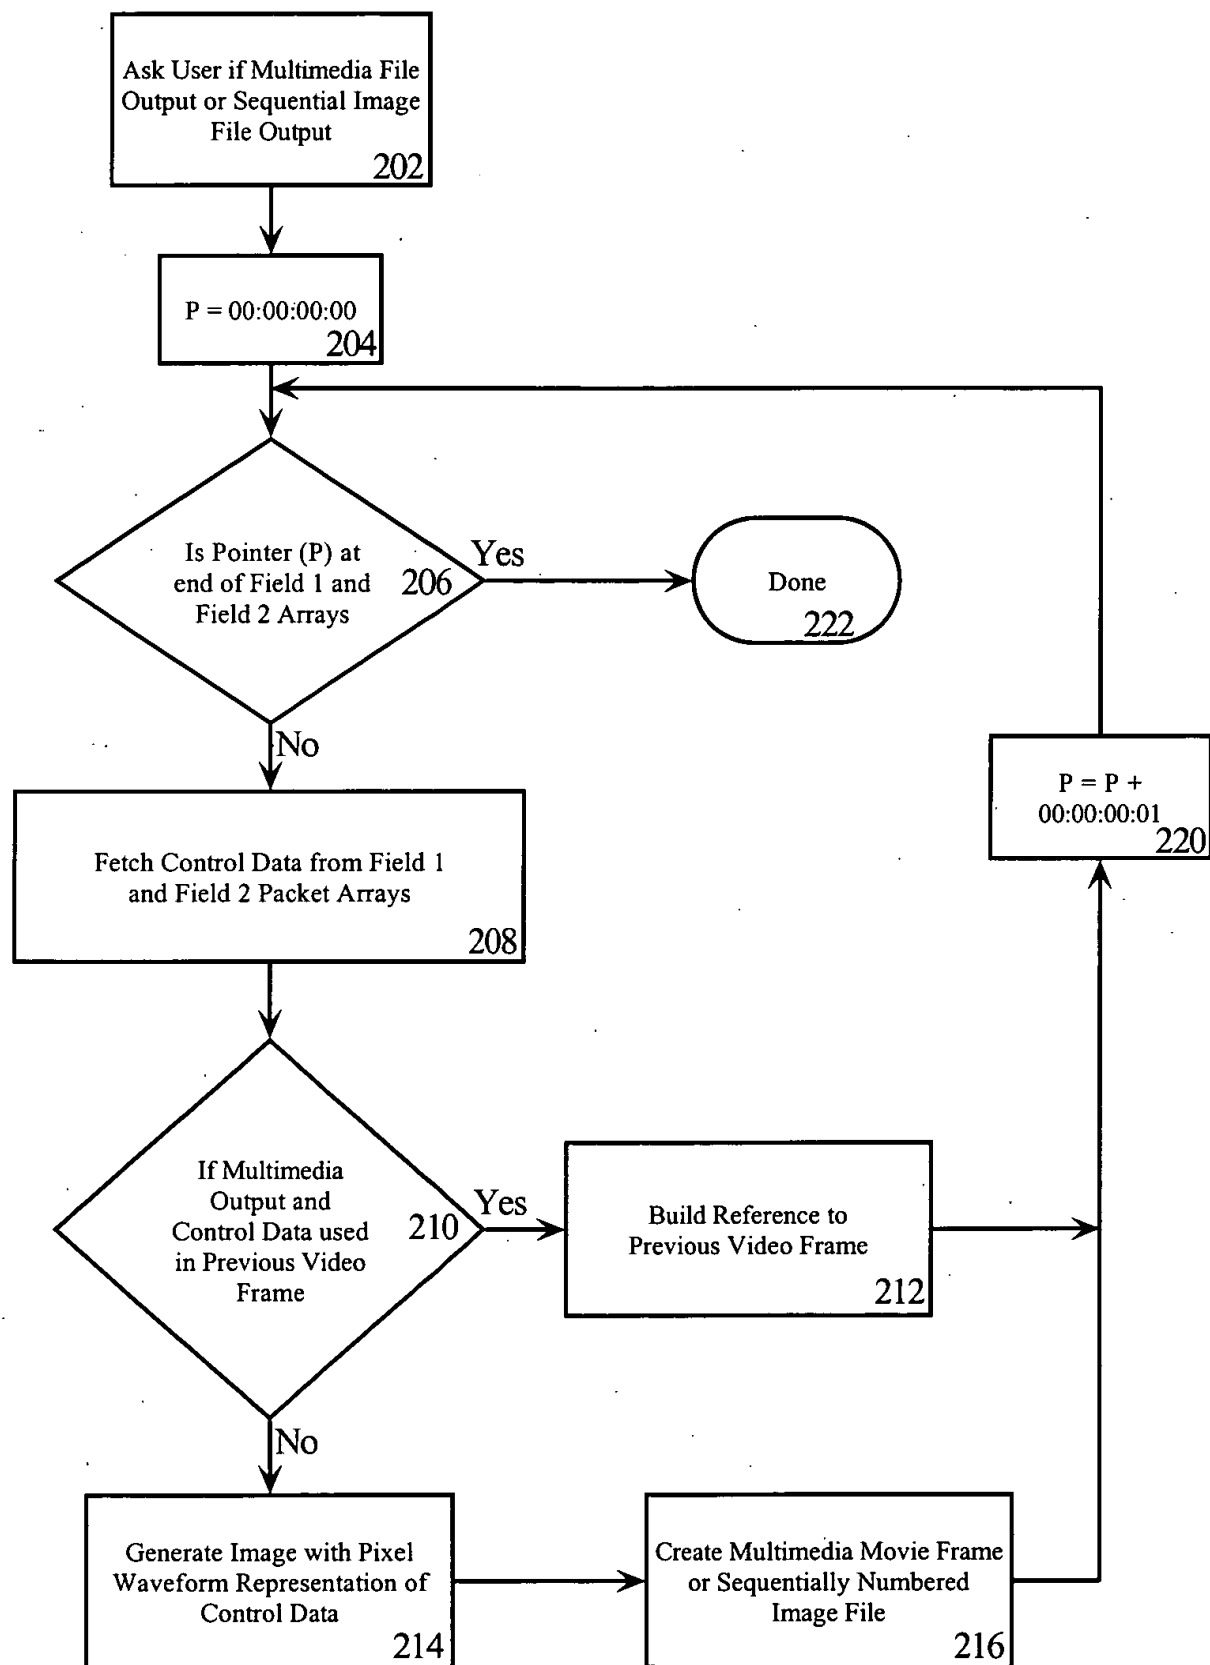 Ask User if Multimedia File
Output or Sequential Image
File Output
202
P = 00:00:00:00
204
Is Pointer (P) at
end of Field 1 and
Field 2 Arrays
206
Yes
Done
222
No
P = P +
00:00:00:01
220
Fetch Control Data from Field 1
and Field 2 Packet Arrays
208
If Multimedia
Output and
Control Data used
in Previous Video
Frame
210
Yes
Build Reference to
Previous Video Frame
212
No
Generate Image with Pixel
Waveform Representation of
Control Data
214
Create Multimedia Movie Frame
or Sequentially Numbered
Image File
216